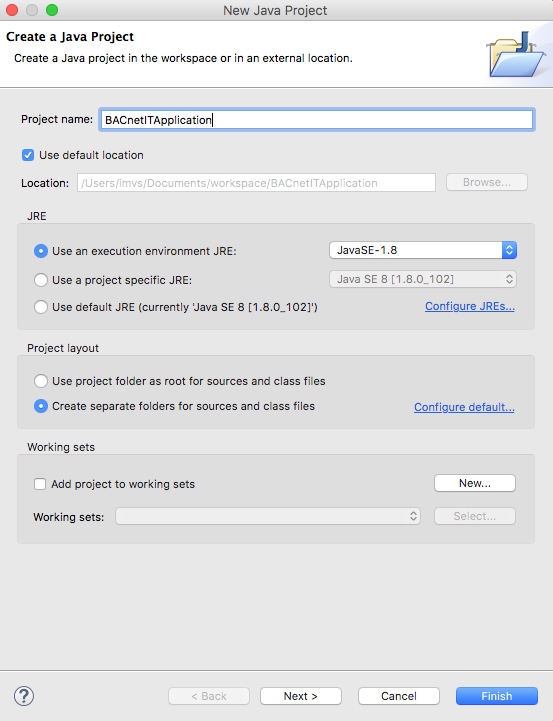 New Java Project
Create a Java Project
Create a Java project in the workspace or in an external location.
Project name: BACnetITApplication
Use default location
Location: /Users/imvs/Documents/workspace/BACnetITApplication Browse...
JRE
Use an execution environment JRE: JavaSE-1.8
Use a project specific JRE: Java SE 8 [1.8.0_102]
Use default JRE (currently 'Java SE 8 [1.8.0_102]') Configure JREs...
Project layout
Use project folder as root for sources and class files
Create separate folders for sources and class files Configure default...
Working sets
Add project to working sets New...
Working sets: Select...
? < Back Next > Cancel Finish